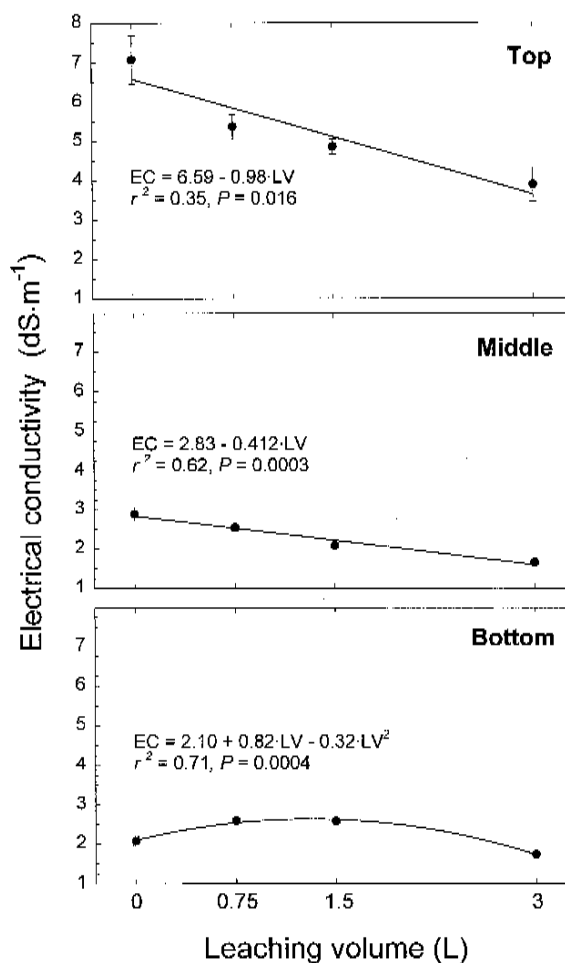 8
7
6
5
4
3
2
1
Top
EC = 6.59 - 0.98·LV
r² = 0.35, P = 0.016
Electrical conductivity (dS·m⁻¹)
7
6
5
4
3
2
1
Middle
EC = 2.83 - 0.412·LV
r² = 0.62, P = 0.0003
7
6
5
4
3
2
1
Bottom
EC = 2.10 + 0.82·LV - 0.32·LV²
r² = 0.71, P = 0.0004
0 0.75 1.5 3
Leaching volume (L)